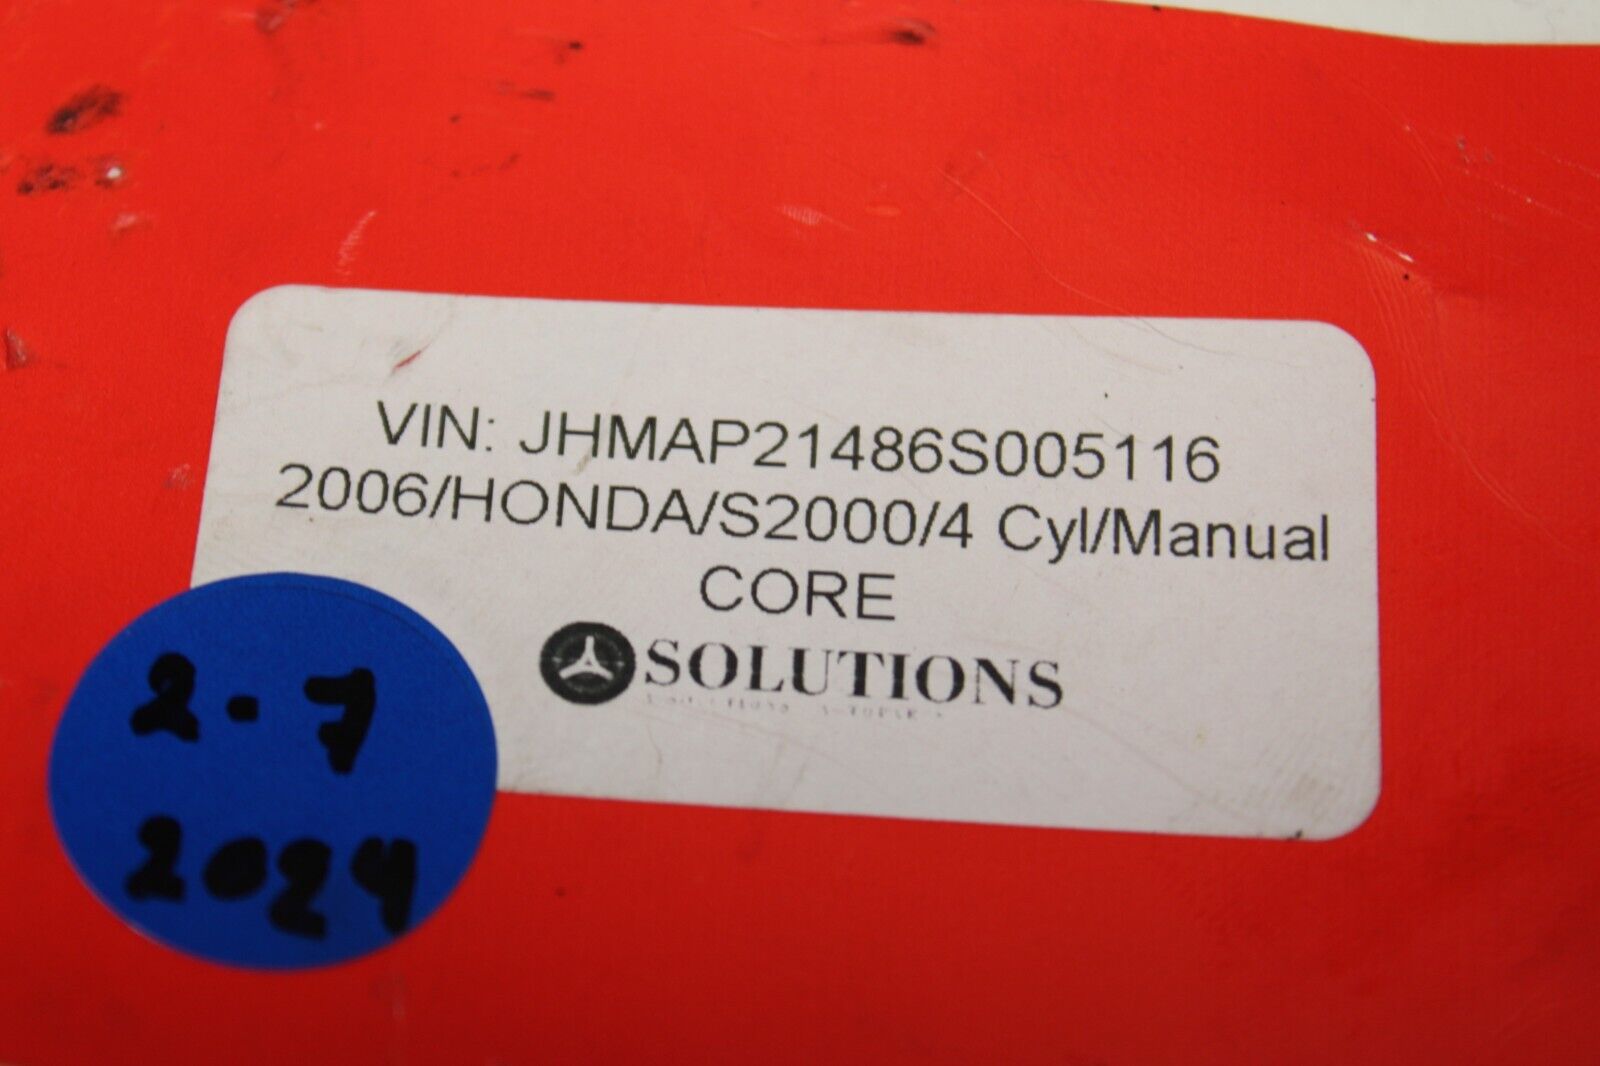 VIN: JHMAP21486S005116
2006/HONDA/S2000/4 Cyl/Manual
CORE
SOLUTIONS
2-7
2024